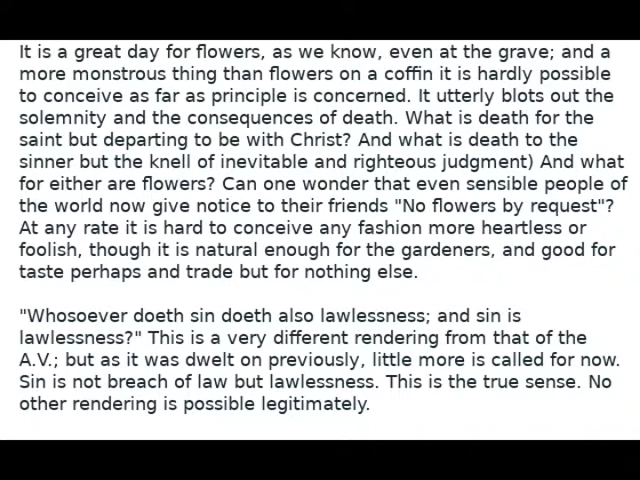 It is a great day for flowers, as we know, even at the grave; and a
more monstrous thing than flowers on a coffin it is hardly possible
to conceive as far as principle is concerned. It utterly blots out the
solemnity and the consequences of death. What is death for the
saint but departing to be with Christ? And what is death to the
sinner but the knell of inevitable and righteous judgment) And what
for either are flowers? Can one wonder that even sensible people of
the world now give notice to their friends "No flowers by request"?
At any rate it is hard to conceive any fashion more heartless or
foolish, though it is natural enough for the gardeners, and good for
taste perhaps and trade but for nothing else.

"Whosoever doeth sin doeth also lawlessness; and sin is
lawlessness?" This is a very different rendering from that of the
A.V.; but as it was dwelt on previously, little more is called for now.
Sin is not breach of law but lawlessness. This is the true sense. No
other rendering is possible legitimately.